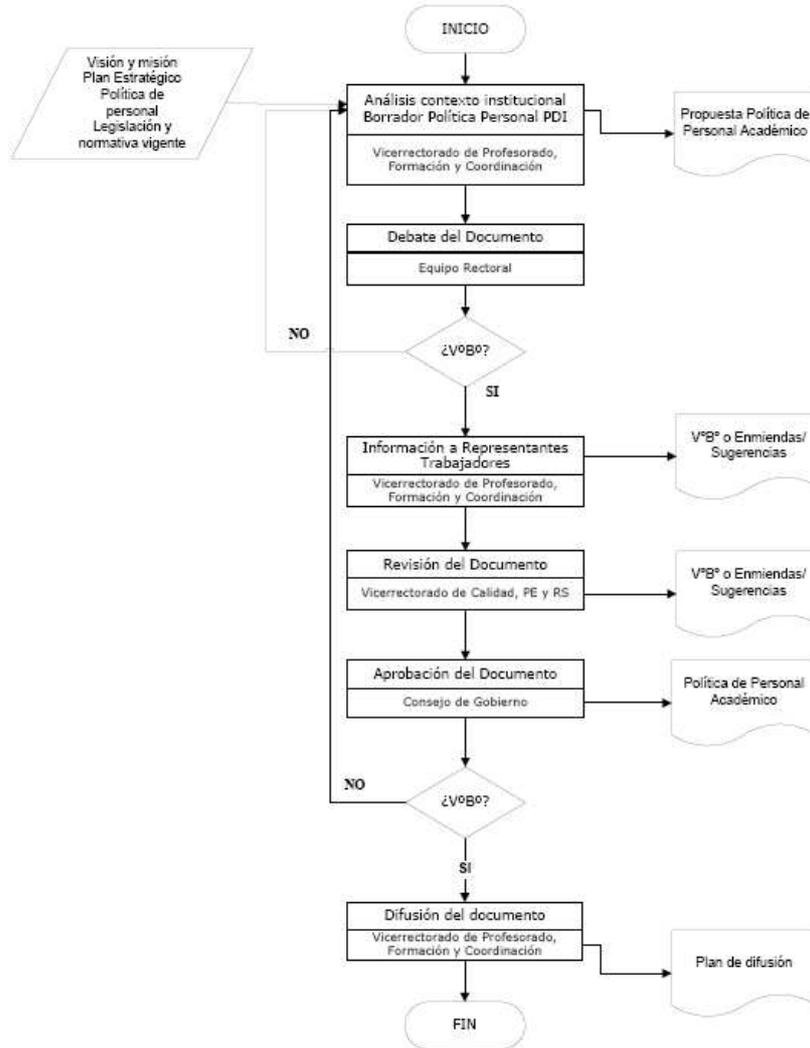 INICIO
Visión y misión
Plan Estratégico
Política de
personal
Legislación y
normativa vigente
Análisis contexto institucional
Borrador Política Personal PDI
Vicerrectorado de Profesorado,
Formación y Coordinación
Propuesta Política de
Personal Académico
Debate del Documento
Equipo Rectoral
NO
¿VºBº?
SI
Información a Representantes
Trabajadores
Vicerrectorado de Profesorado,
Formación y Coordinación
V°B° o Enmiendas/
Sugerencias
Revisión del Documento
Vicerrectorado de Calidad, PE y RS
V°B° o Enmiendas/
Sugerencias
Aprobación del Documento
Consejo de Gobierno
Política de Personal
Académico
NO
¿VºBº?
SI
Difusión del documento
Vicerrectorado de Profesorado,
Formación y Coordinación
Plan de difusión
FIN